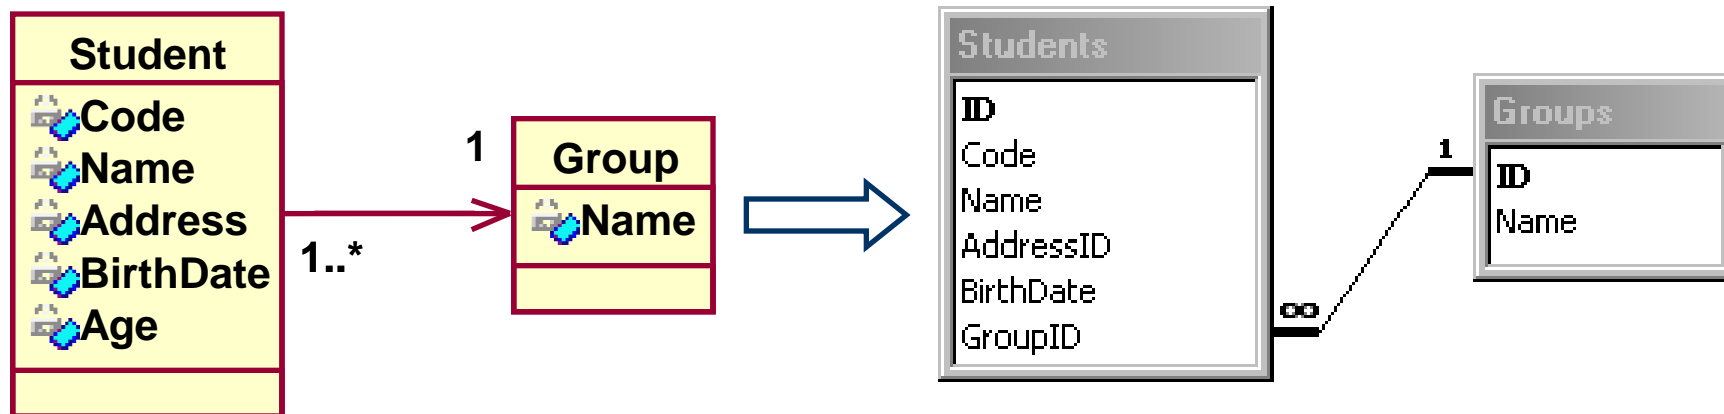 Student
Code
Name
Address
BirthDate
Age
1
1..*
Group
Name
Students
ID
Code
Name
AddressID
BirthDate
GroupID
∞
1
Groups
ID
Name